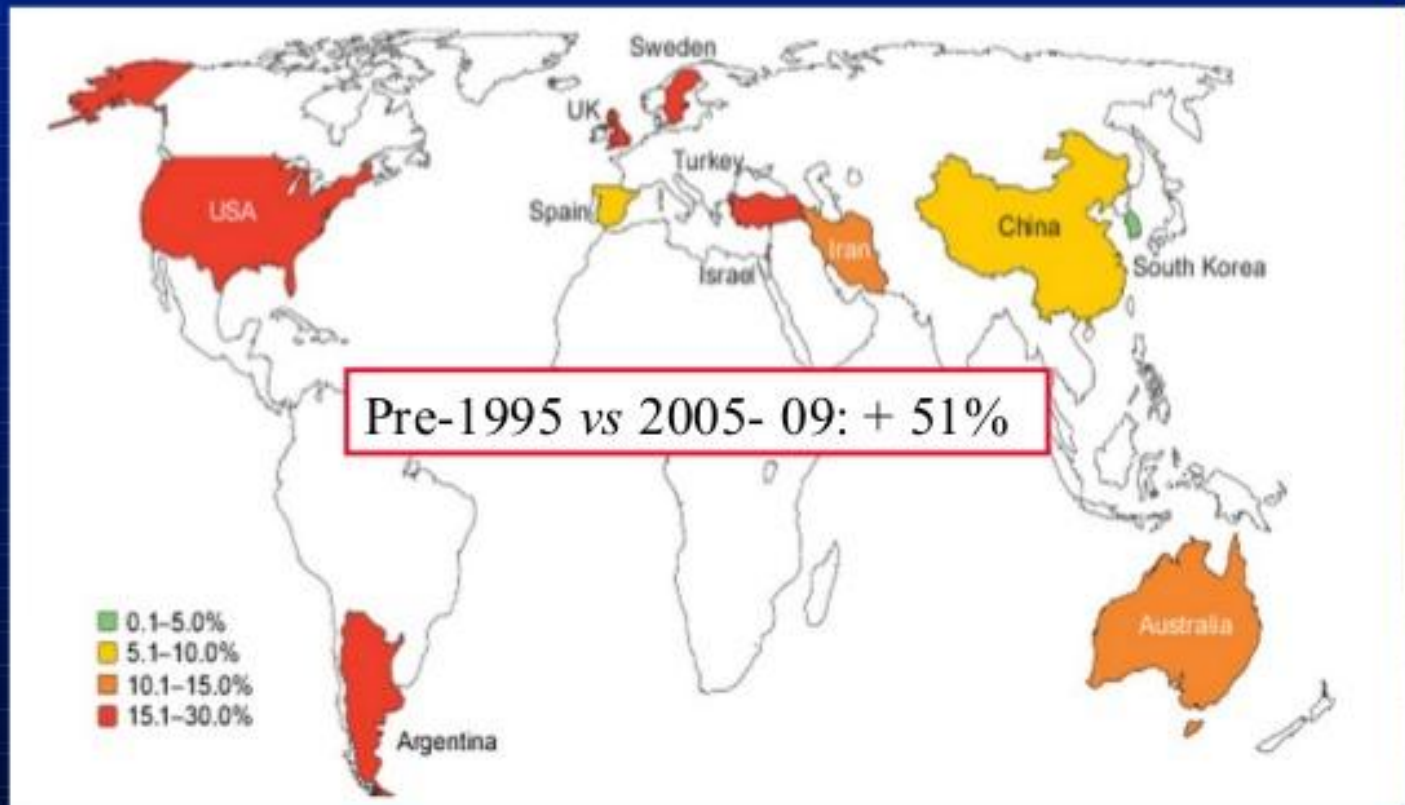 Sweden
UK
Turkey
USA
Spain
Iran
China
Israel
South Korea
Pre-1995 vs 2005- 09: + 51%
0.1–5.0%
5.1–10.0%
10.1–15.0%
15.1–30.0%
Australia
Argentina